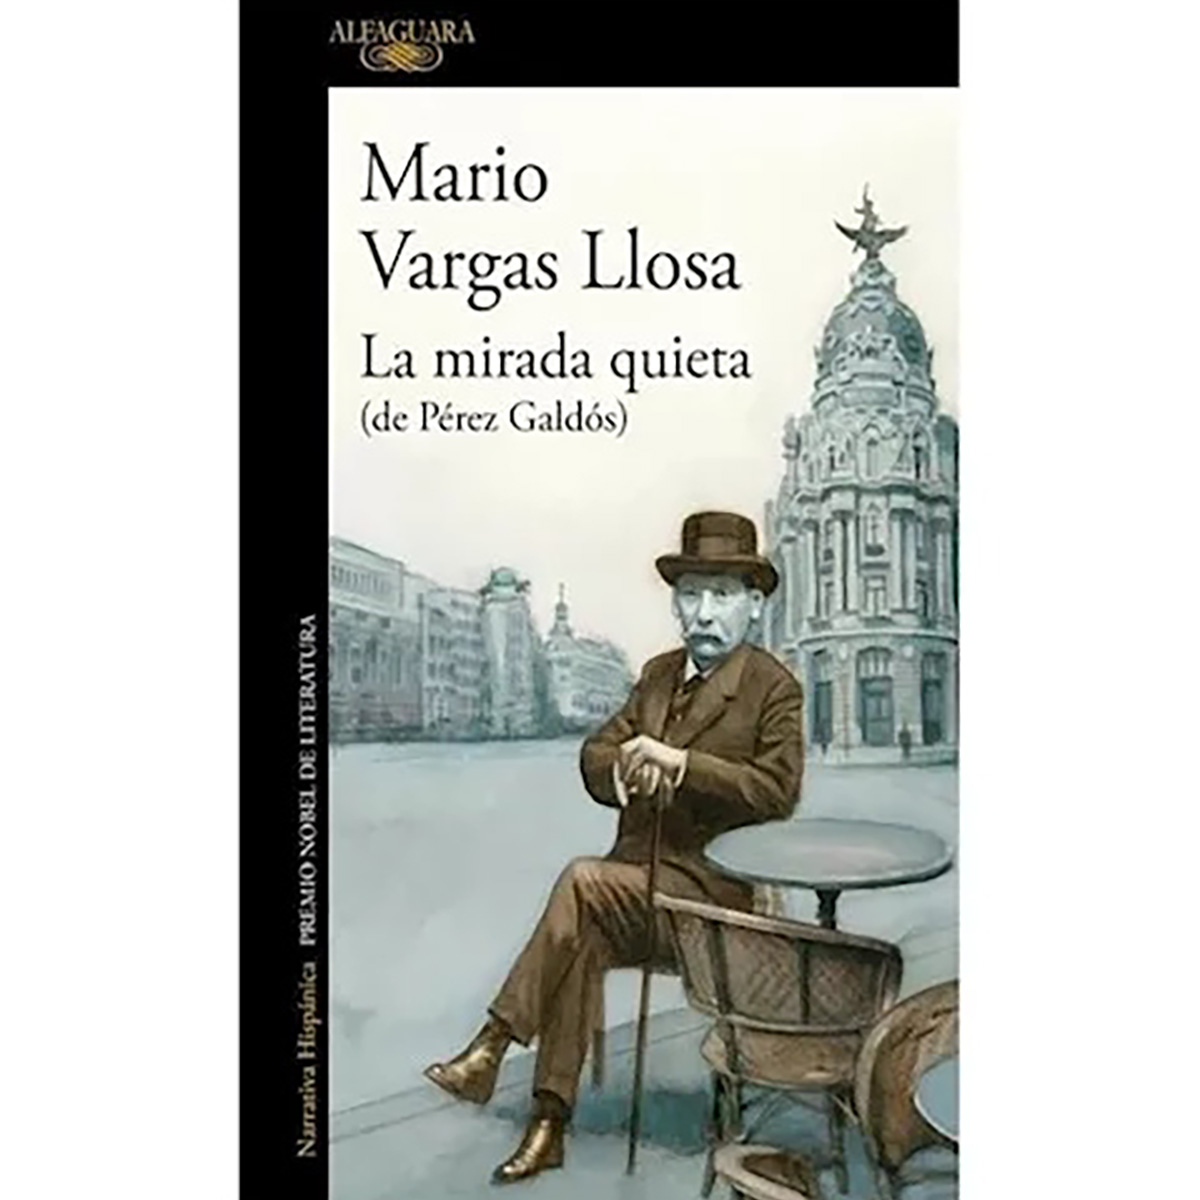 ALFAGUARA
Mario
Vargas Llosa
La mirada quieta
(de Pérez Galdós)
Narrativa Hispánica PREMIO NOBEL DE LITERATURA